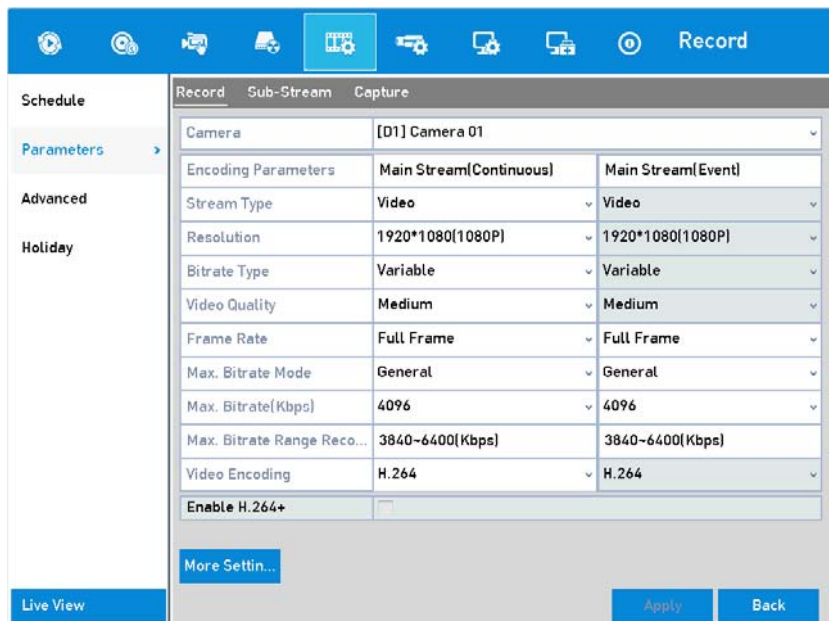 Record
Schedule
Parameters >
Advanced
Holiday
Record Sub-Stream Capture
Camera [D1] Camera 01
Encoding Parameters Main Stream(Continuous) Main Stream(Event)
Stream Type Video Video
Resolution 1920*1080(1080P) 1920*1080(1080P)
Bitrate Type Variable Variable
Video Quality Medium Medium
Frame Rate Full Frame Full Frame
Max. Bitrate Mode General General
Max. Bitrate(Kbps) 4096 4096
Max. Bitrate Range Reco... 3840~6400(Kbps) 3840~6400(Kbps)
Video Encoding H.264 H.264
Enable H.264+
More Settin...
Live View Apply Back